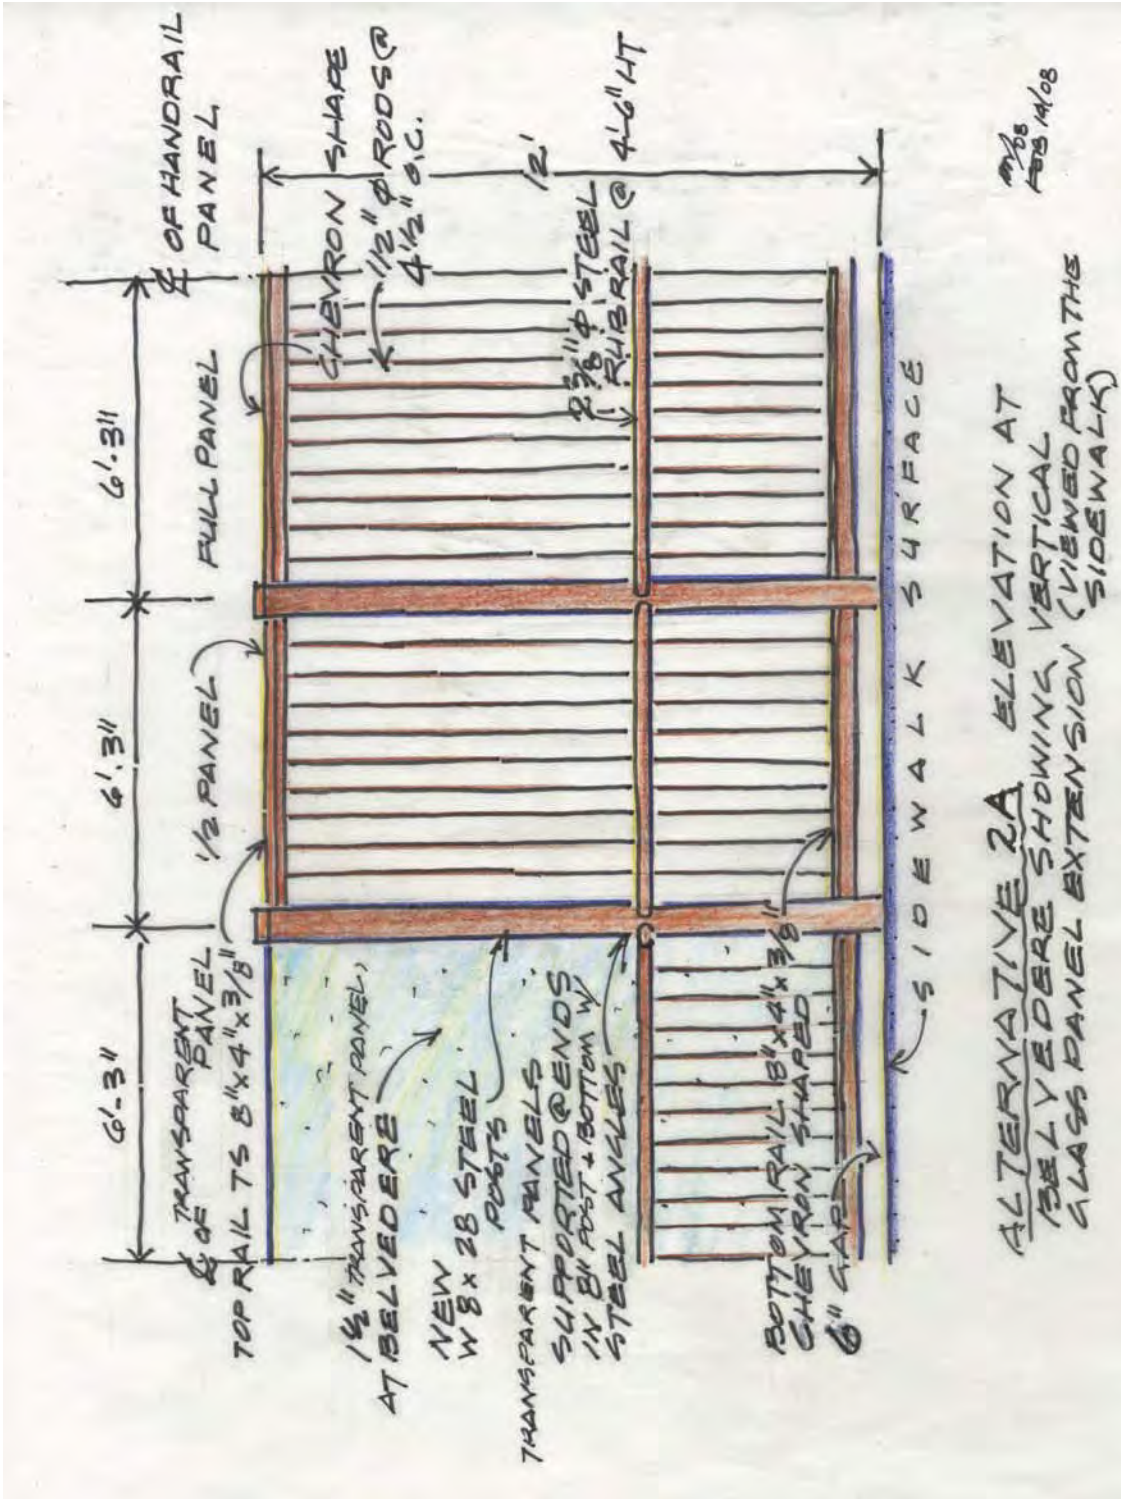 6'-3"
6'.3"
6'.3"
℄ OF HANDRAIL
PANEL
℄ OF
TRANSPARENT
PANEL
1/2 PANEL
FULL PANEL
TOP RAIL TS 8"x4"x3/8"
CHEVRON SHAPE
1 1/2" Ø RODS @
4 1/2" O.C.
12'
1 1/2" TRANSPARENT PANEL,
AT BELVEDERE
NEW
W 8 x 28 STEEL
POSTS
TRANSPARENT PANELS
SUPPORTED @ ENDS
IN 8" POST + BOTTOM W/
STEEL ANGLES
2 3/8" Ø STEEL
RUBRAIL @ 4'-6" HT
BOTTOM RAIL 8"x4"x3/8"
CHEVRON SHAPED
6" GAP
SIDEWALK SURFACE
ALTERNATIVE 2A ELEVATION AT
BELVEDERE SHOWING VERTICAL
GLASS PANEL EXTENSION (VIEWED FROM THE
SIDEWALK)
FEB 19/08